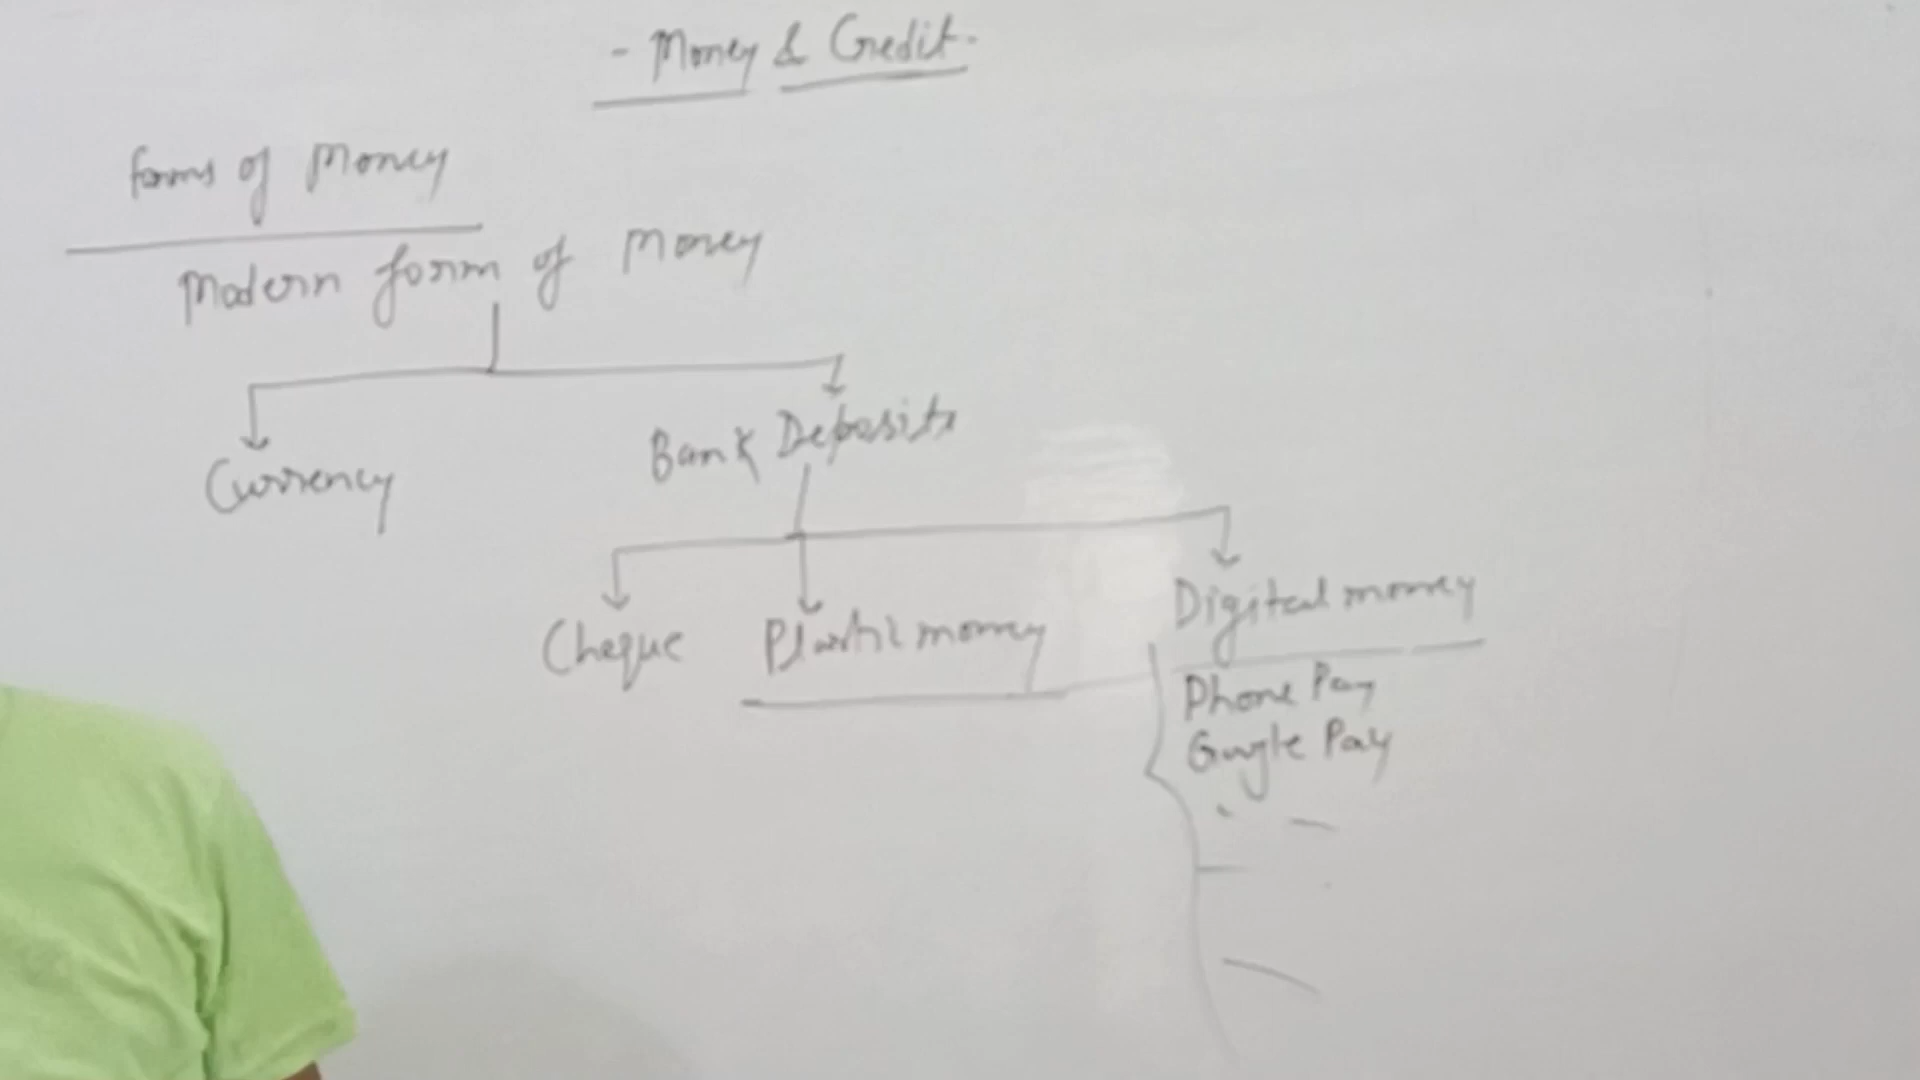 - Money & Credit.
forms of Money
Modern form of Money
Currency
Bank Deposits
Cheque
Plastic money
Digital money
Phone Pay
Google Pay